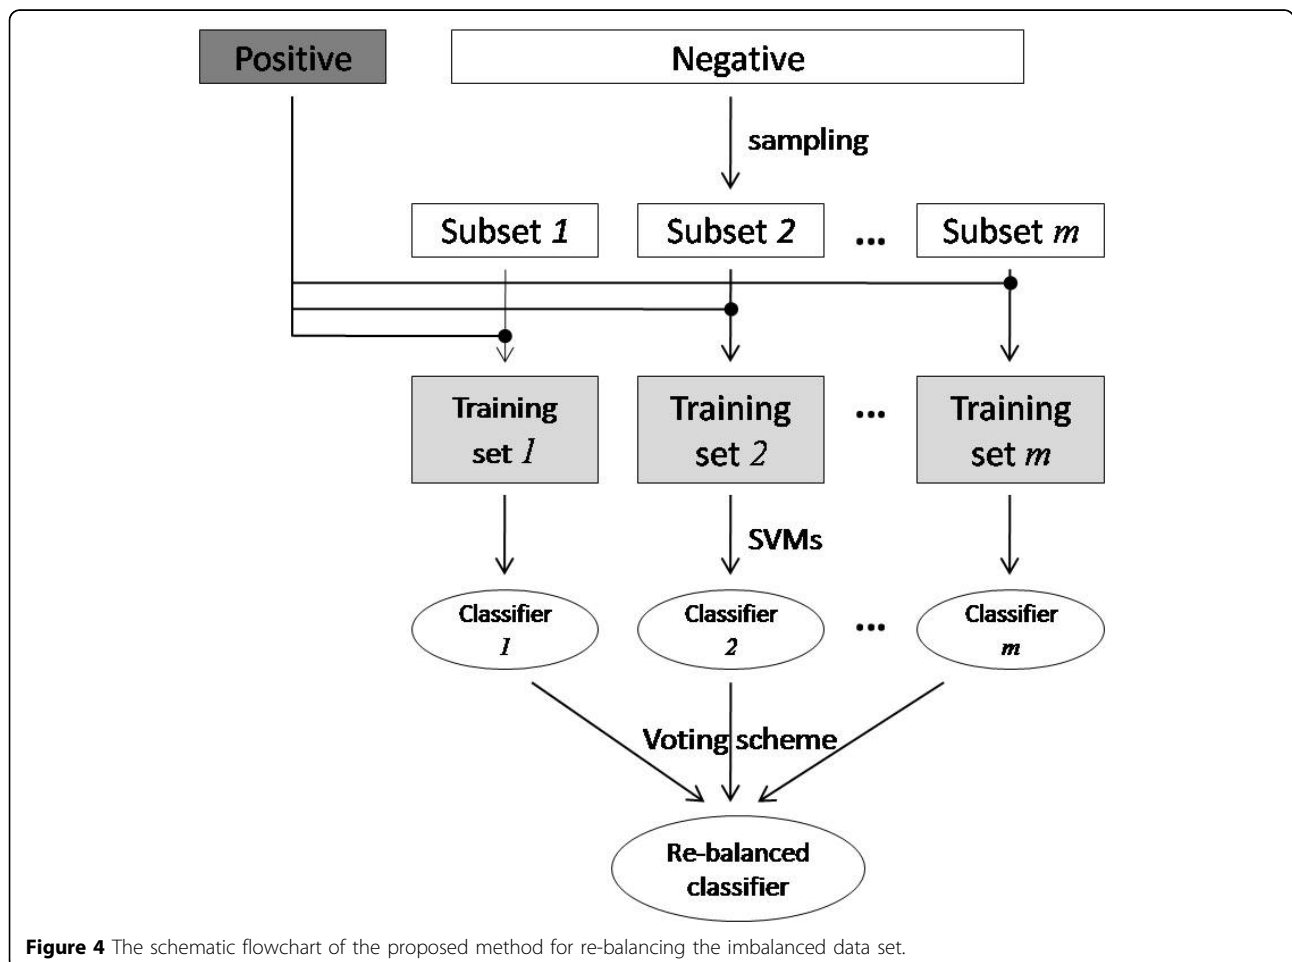 Positive
Negative
sampling
Subset 1
Subset 2
...
Subset m
Training
set 1
Training
set 2
...
Training
set m
SVMs
Classifier
1
Classifier
2
...
Classifier
m
Voting scheme
Re-balanced
classifier
Figure 4 The schematic flowchart of the proposed method for re-balancing the imbalanced data set.